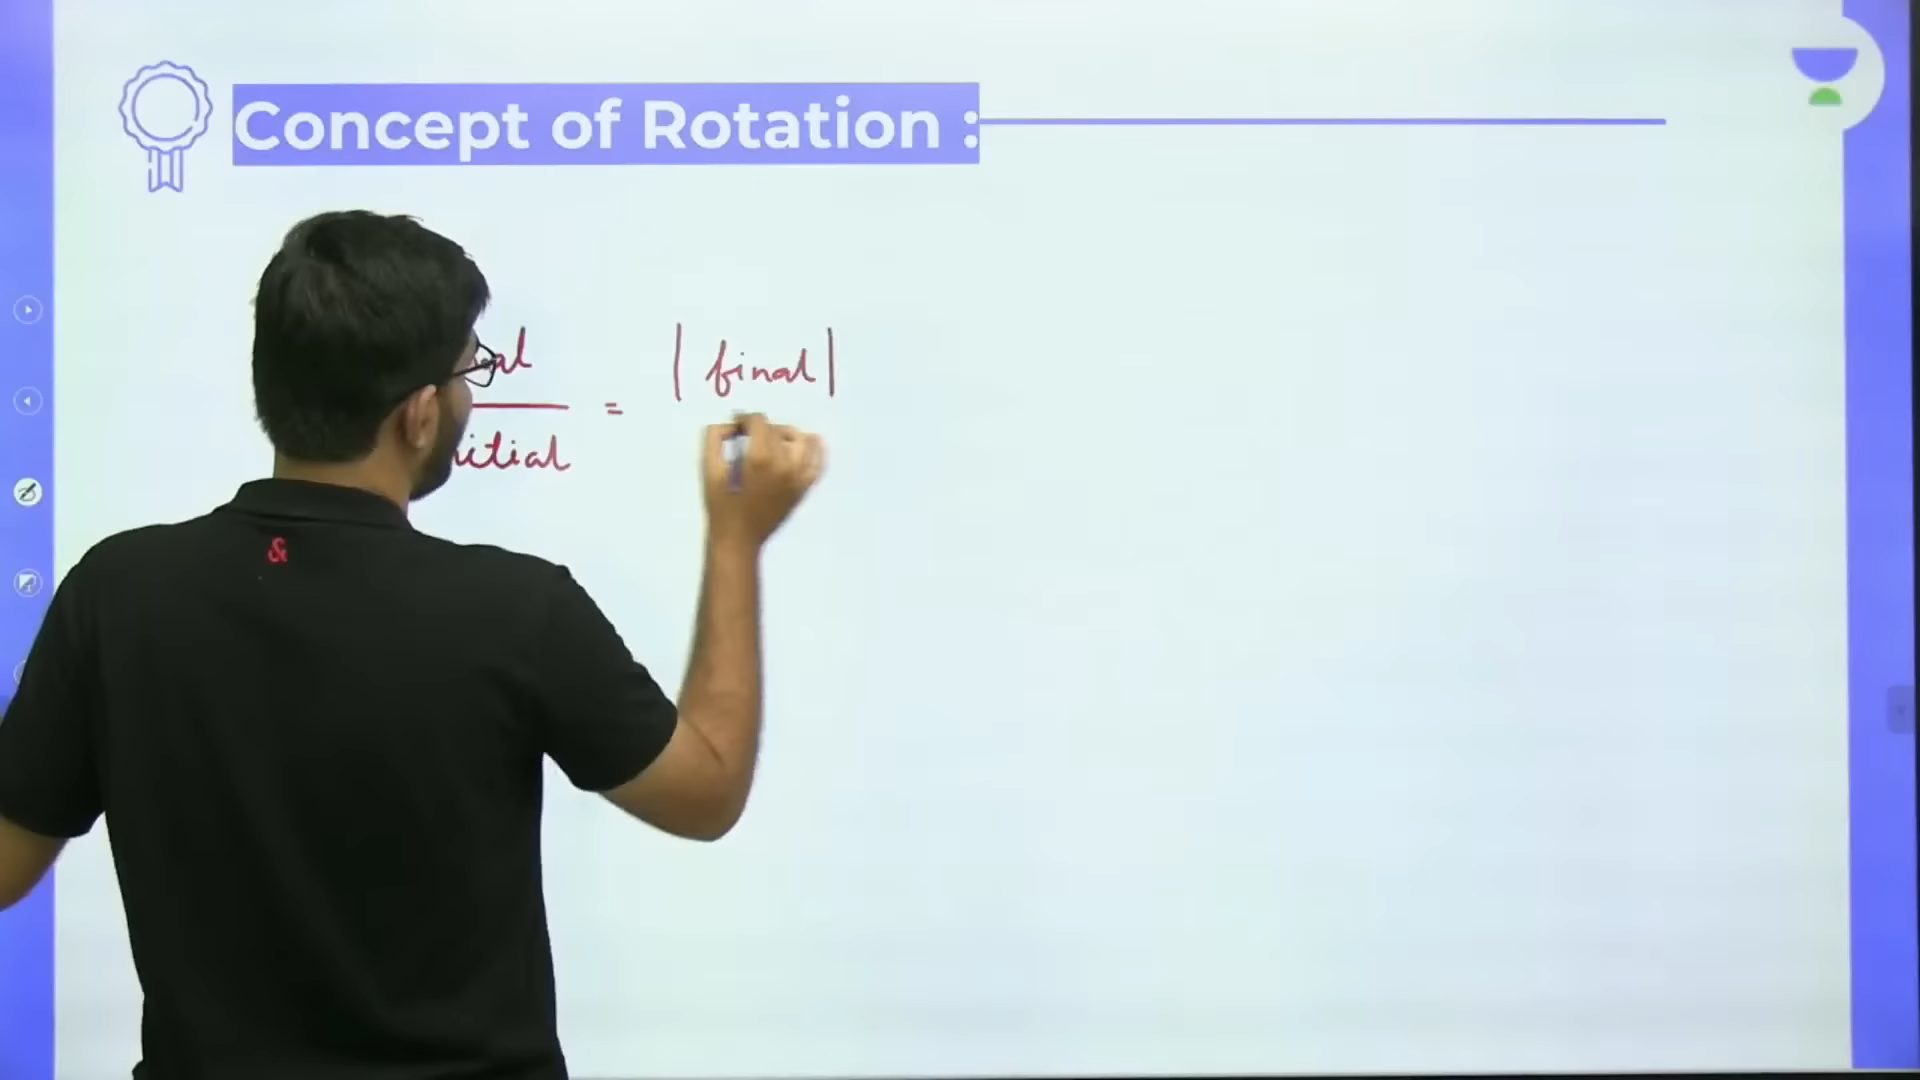 Concept of Rotation :
= | final |